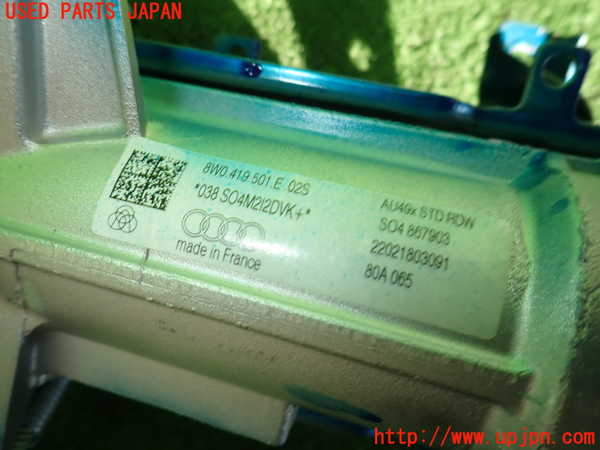 USED PARTS JAPAN
8W0.419 501.E 02S
*038 SO4M2I2DVK+*
made in France
AU49x STD RDW
SO4 867903
22021803091
80A 065
UPJ
http://www.upjpn.com/